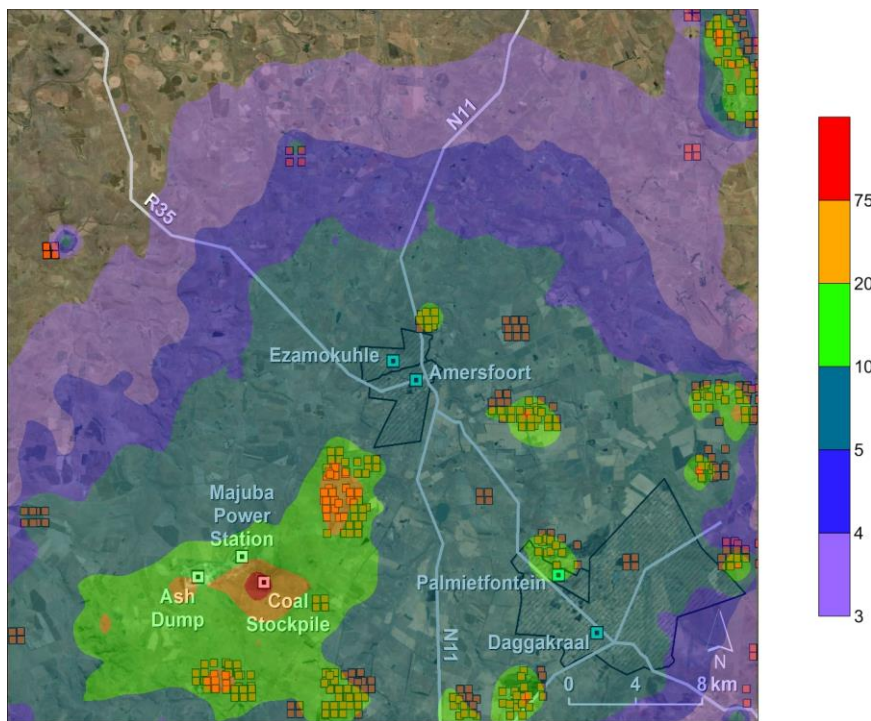 N11
R35
Ezamokuhle
Amersfoort
Majuba
Power
Station
Ash
Dump
Coal
Stockpile
Palmietfontein
Daggakraal
N11
N
0 4 8 km
75
20
10
5
4
3